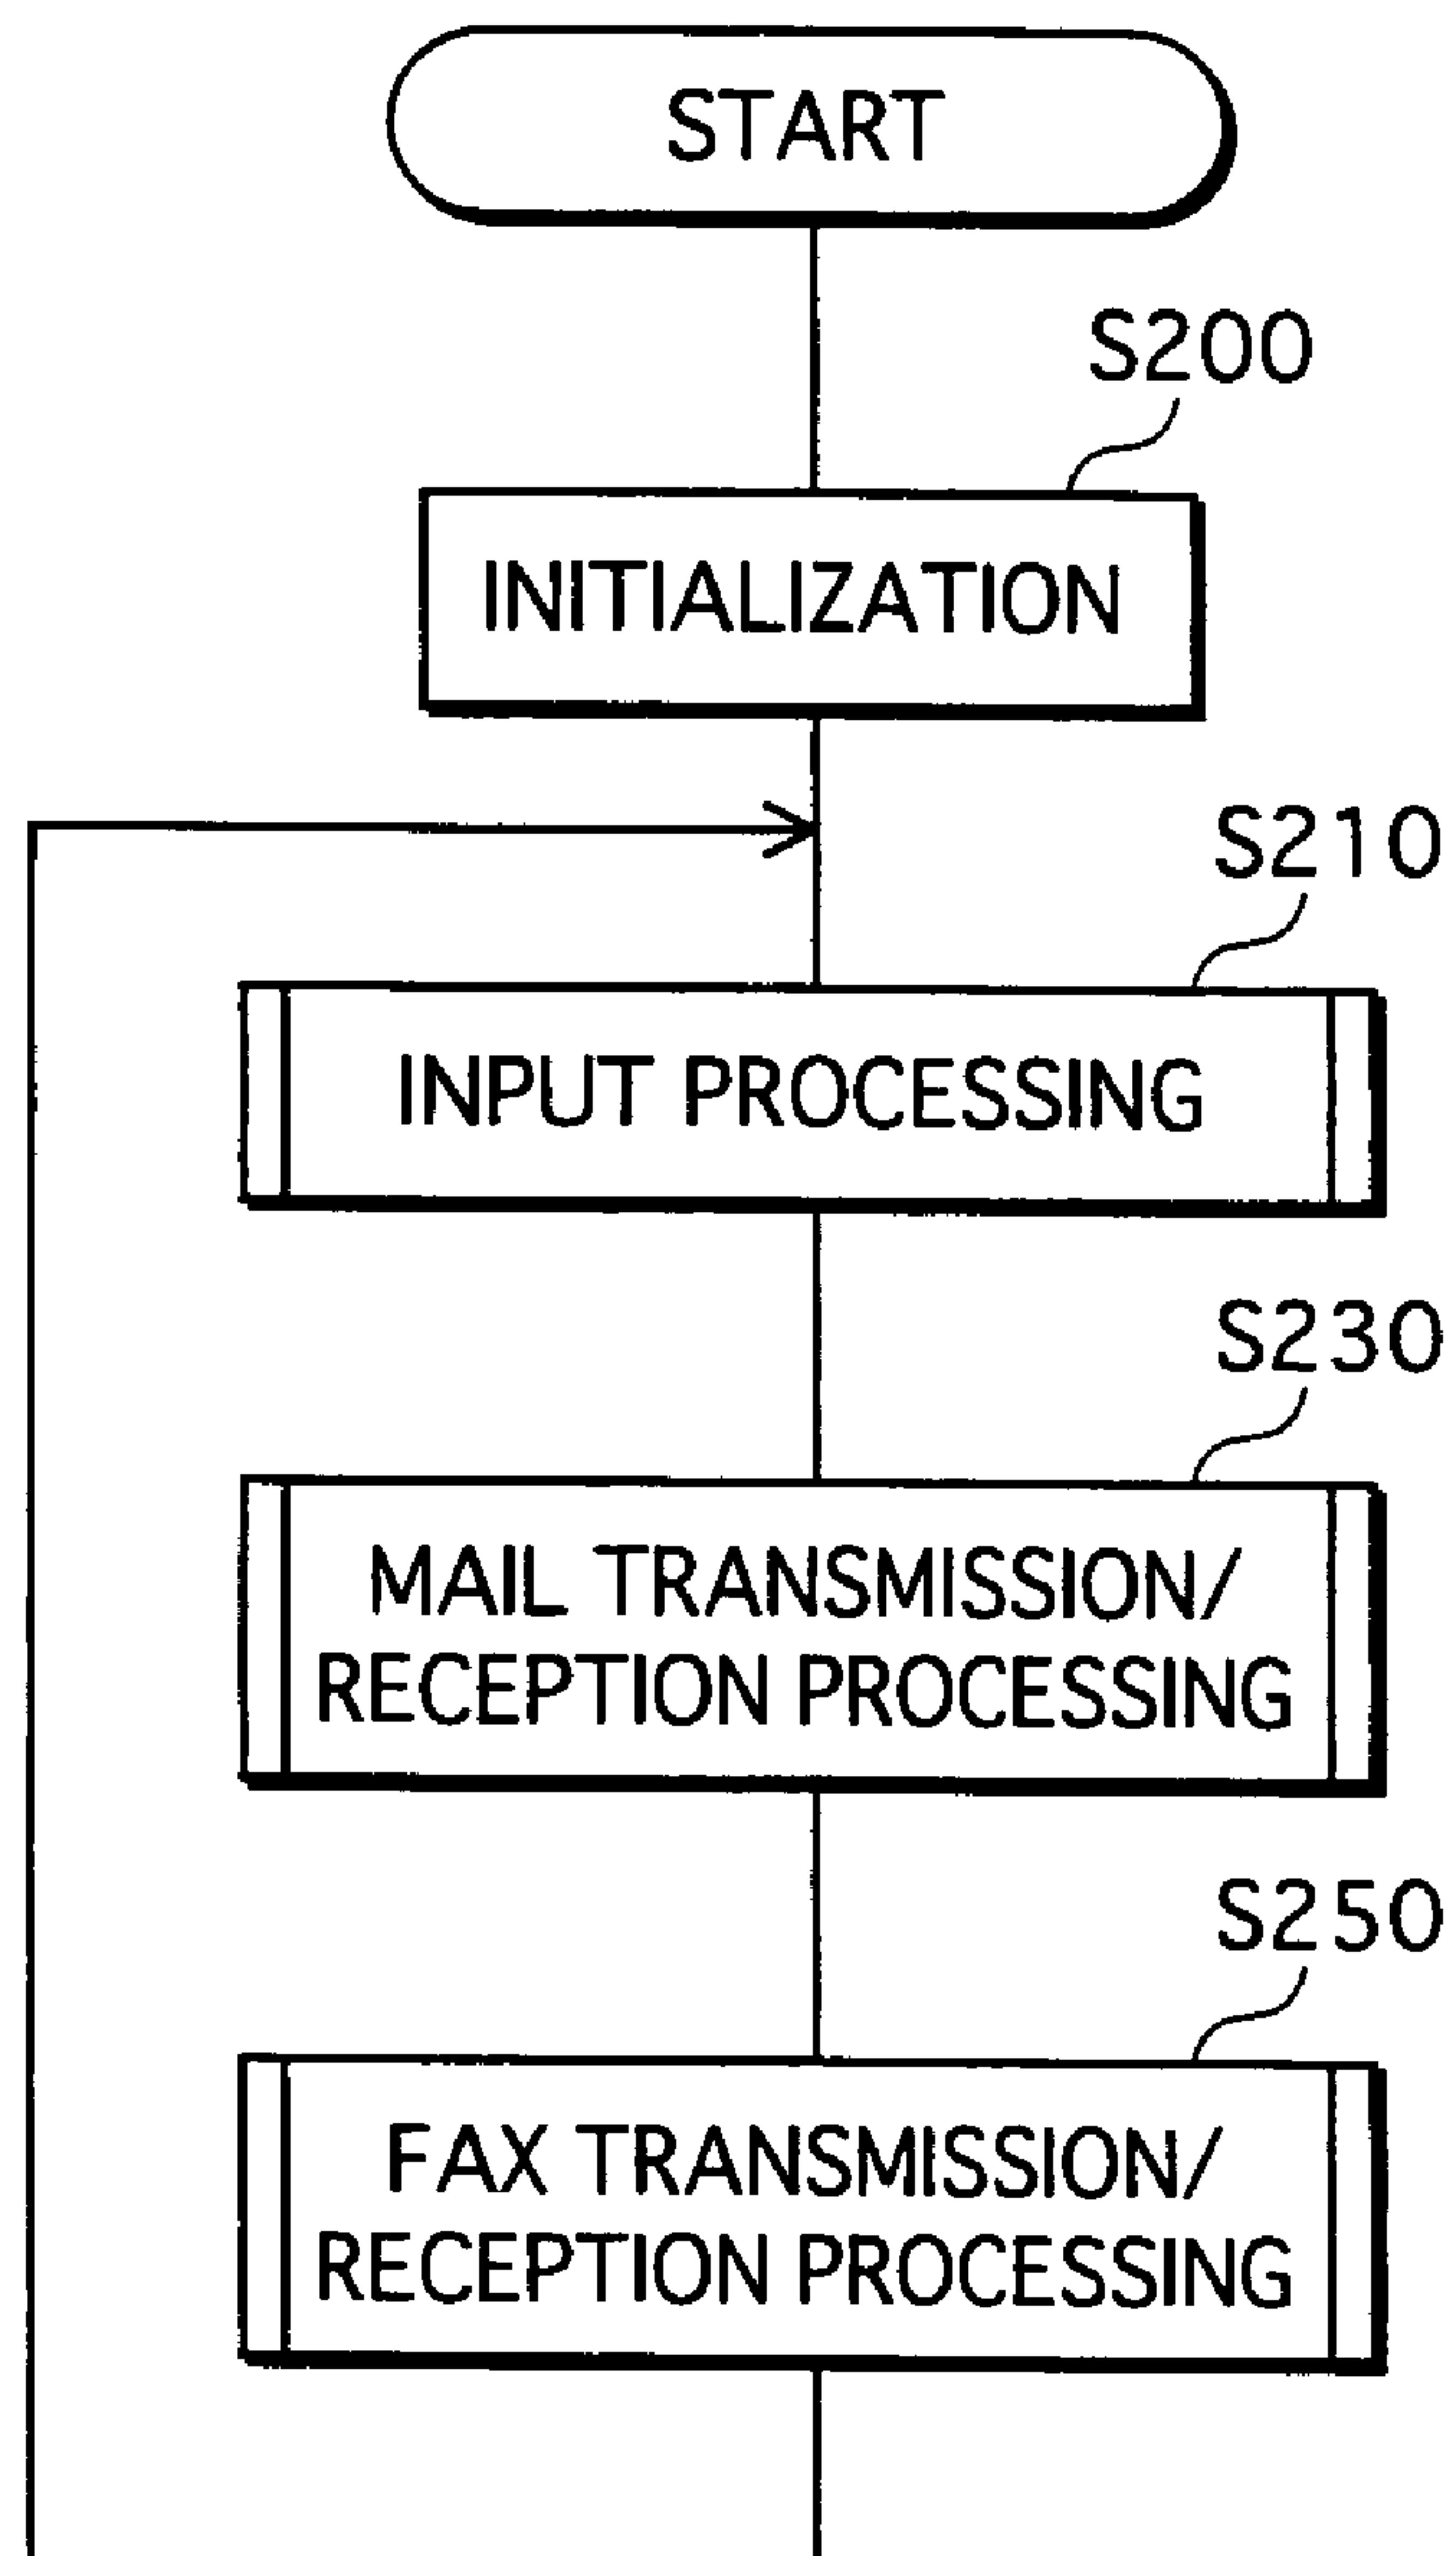 START
S200
INITIALIZATION
S210
INPUT PROCESSING
S230
MAIL TRANSMISSION/
RECEPTION PROCESSING
S250
FAX TRANSMISSION/
RECEPTION PROCESSING